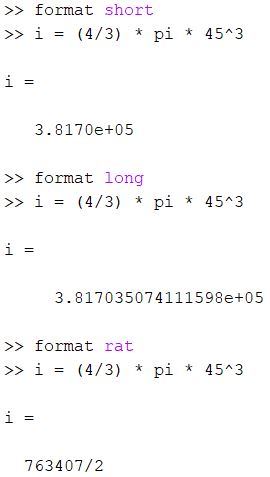 >> format short
>> i = (4/3) * pi * 45^3
i =
3.8170e+05
>> format long
>> i = (4/3) * pi * 45^3
i =
3.817035074111598e+05
>> format rat
>> i = (4/3) * pi * 45^3
i =
763407/2